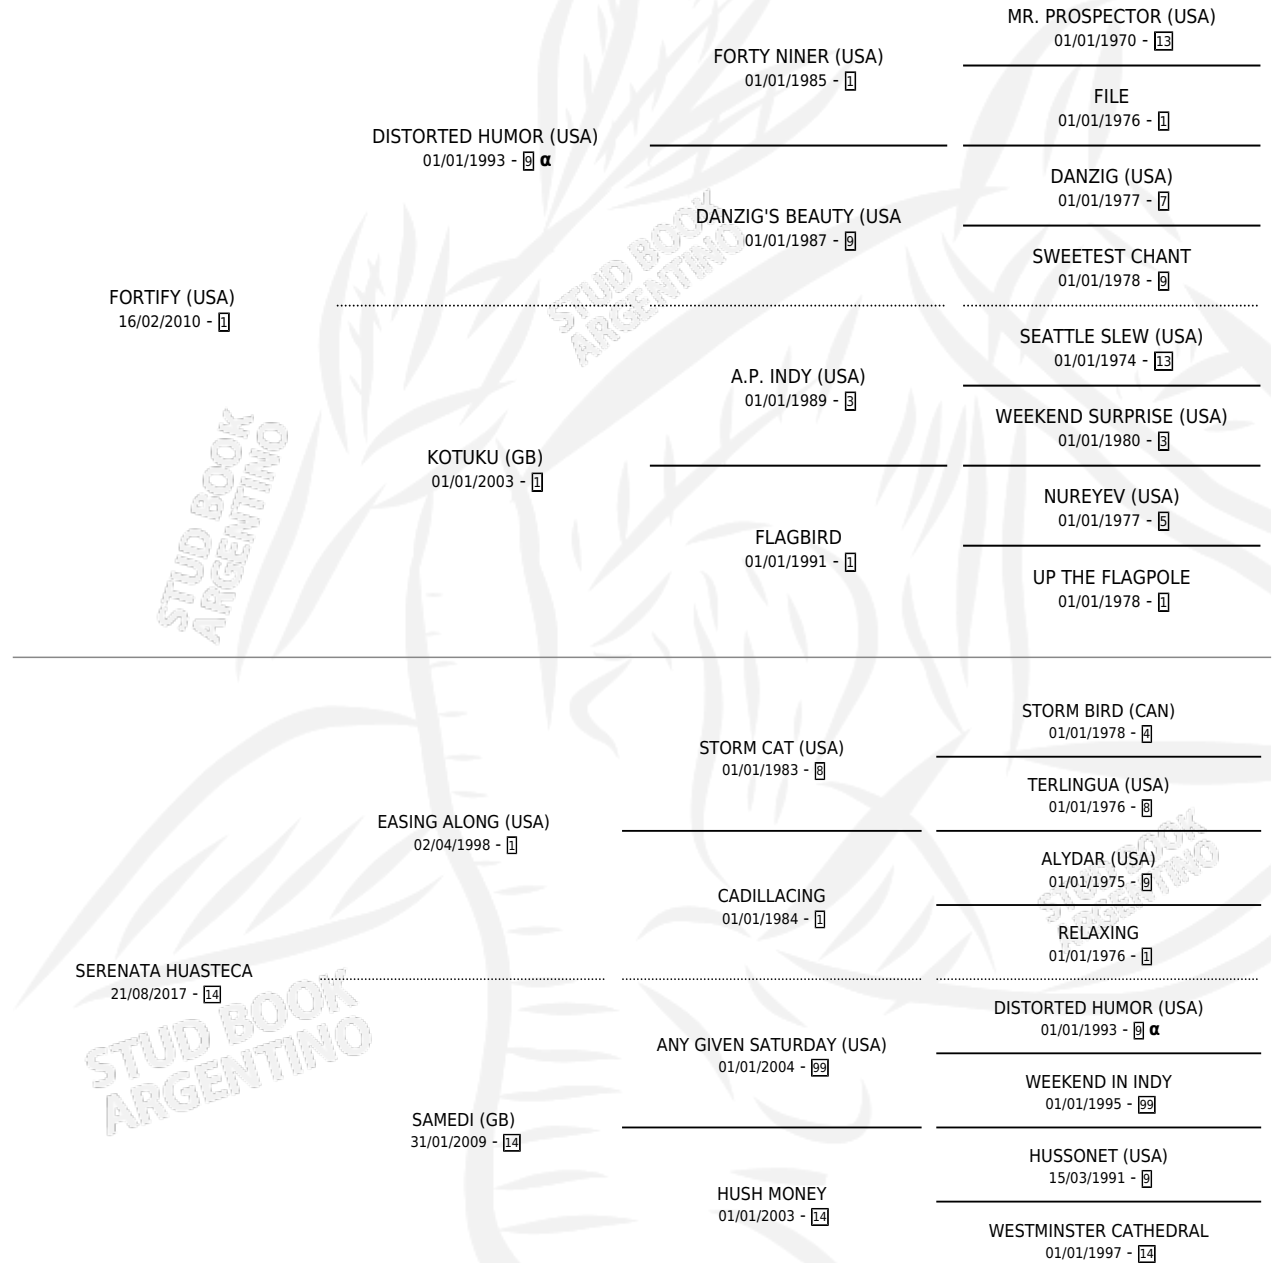 MR. PROSPECTOR (USA)
01/01/1970 - 13
FORTY NINER (USA)
01/01/1985 - 1
FILE
01/01/1976 - 1
DISTORTED HUMOR (USA)
01/01/1993 - 9 α
DANZIG (USA)
01/01/1977 - 7
DANZIG'S BEAUTY (USA
01/01/1987 - 9
SWEETEST CHANT
01/01/1978 - 9
FORTIFY (USA)
16/02/2010 - 1
SEATTLE SLEW (USA)
01/01/1974 - 13
A.P. INDY (USA)
01/01/1989 - 3
WEEKEND SURPRISE (USA)
01/01/1980 - 3
KOTUKU (GB)
01/01/2003 - 1
NUREYEV (USA)
01/01/1977 - 5
FLAGBIRD
01/01/1991 - 1
UP THE FLAGPOLE
01/01/1978 - 1
STORM BIRD (CAN)
01/01/1978 - 4
STORM CAT (USA)
01/01/1983 - 8
TERLINGUA (USA)
01/01/1976 - 8
EASING ALONG (USA)
02/04/1998 - 1
ALYDAR (USA)
01/01/1975 - 9
CADILLACING
01/01/1984 - 1
RELAXING
01/01/1976 - 1
SERENATA HUASTECA
21/08/2017 - 14
DISTORTED HUMOR (USA)
01/01/1993 - 9 α
ANY GIVEN SATURDAY (USA)
01/01/2004 - 99
WEEKEND IN INDY
01/01/1995 - 99
SAMEDI (GB)
31/01/2009 - 14
HUSSONET (USA)
15/03/1991 - 9
HUSH MONEY
01/01/2003 - 14
WESTMINSTER CATHEDRAL
01/01/1997 - 14
STUD BOOK
ARGENTINO
STUD BOOK
ARGENTINO
STUD BOOK
ARGENTINO
STUD BOOK
ARGENTINO